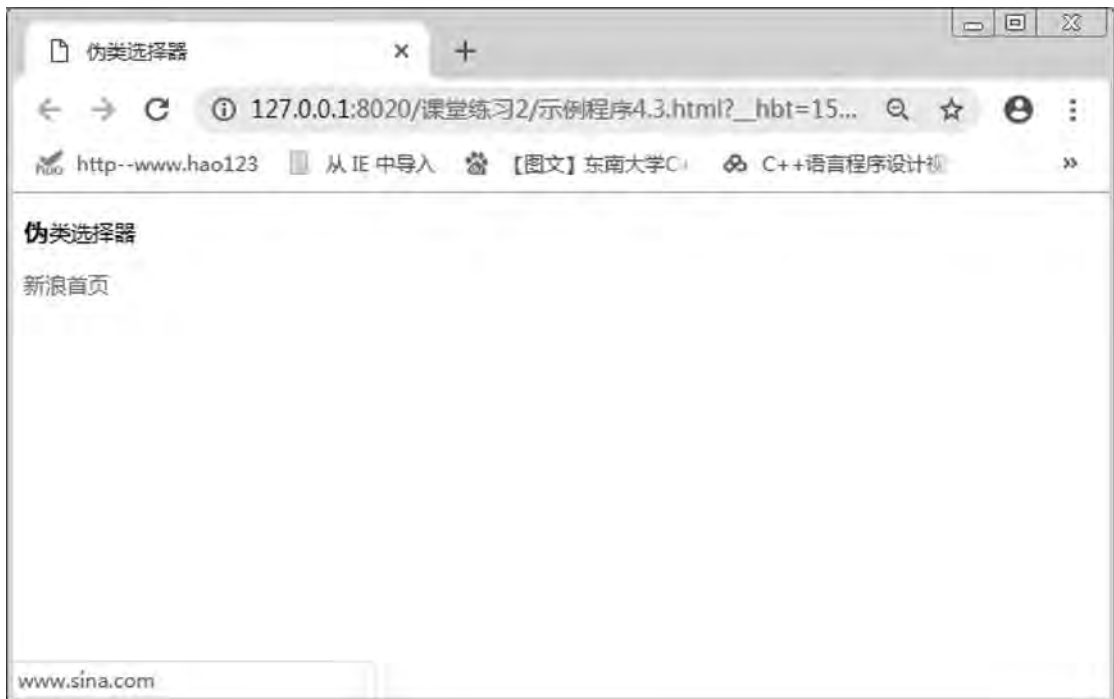 伪类选择器
127.0.0.1:8020/课堂练习2/示例程序4.3.html?__hbt=15...
http--www.hao123 从 IE 中导入 【图文】东南大学C+ C++语言程序设计视
伪类选择器
新浪首页
www.sina.com